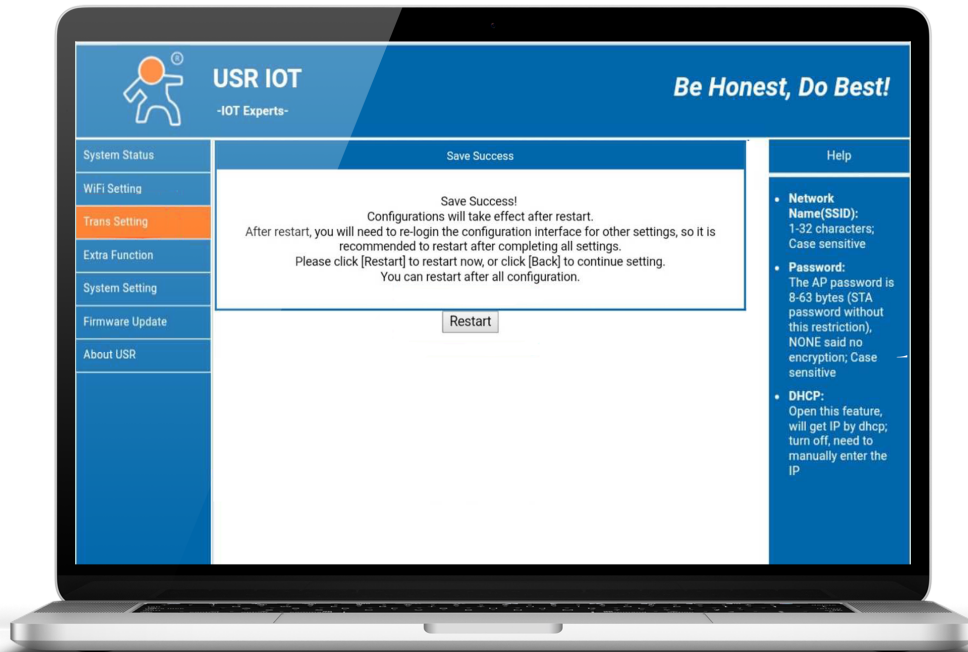 ®
USR IOT
-IOT Experts-
Be Honest, Do Best!
System Status
WiFi Setting
Trans Setting
Extra Function
System Setting
Firmware Update
About USR
Save Success
Save Success!
Configurations will take effect after restart.
After restart, you will need to re-login the configuration interface for other settings, so it is
recommended to restart after completing all settings.
Please click [Restart] to restart now, or click [Back] to continue setting.
You can restart after all configuration.
Restart
Help
• Network
Name(SSID):
1-32 characters;
Case sensitive
• Password:
The AP password is
8-63 bytes (STA
password without
this restriction),
NONE said no
encryption; Case
sensitive
• DHCP:
Open this feature,
will get IP by dhcp;
turn off, need to
manually enter the
IP